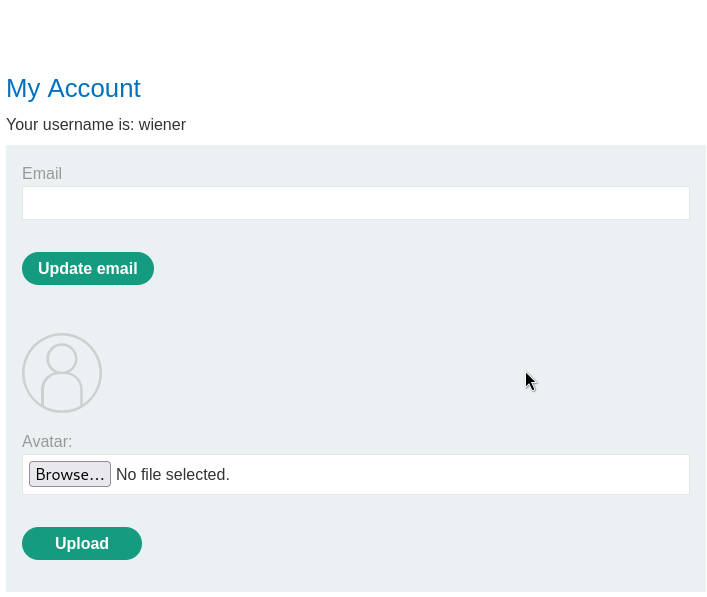 My Account
Your username is: wiener
Email
Update email
Avatar:
Browse... No file selected.
Upload